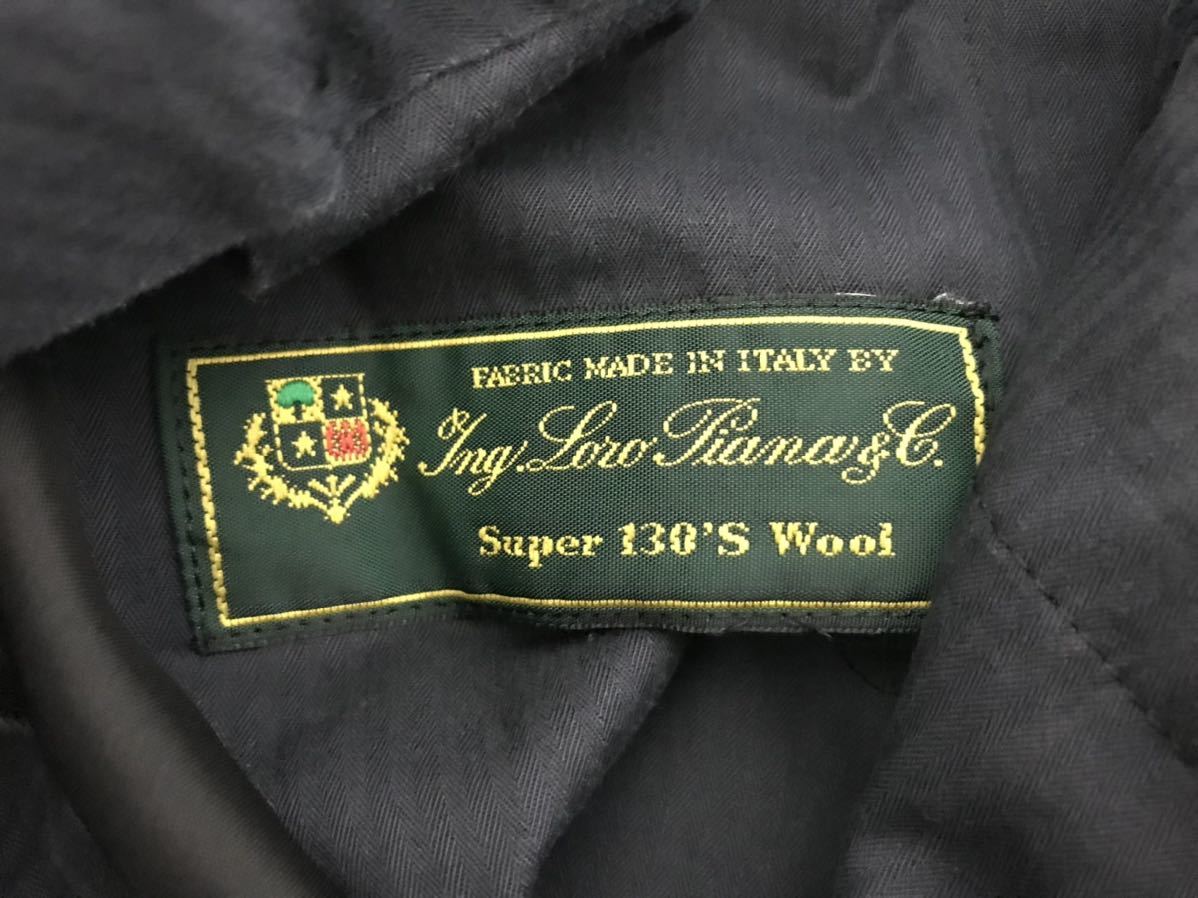 FABRIC MADE IN ITALY BY
Ing. Loro Piana & C.
Super 130'S Wool